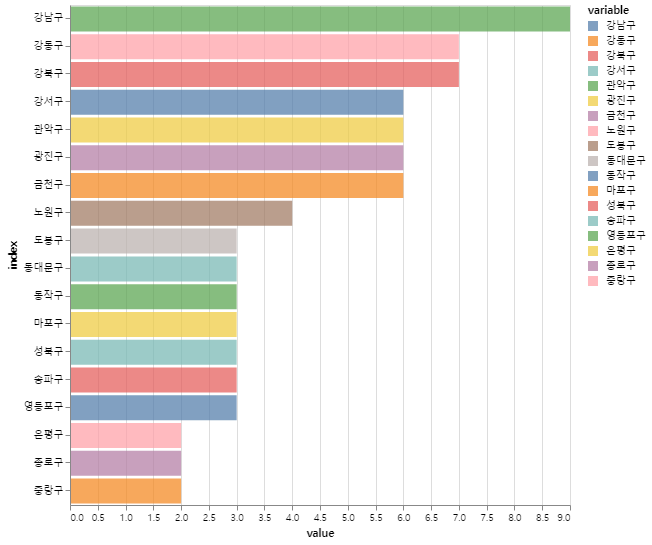 강남구
강동구
강북구
강서구
관악구
광진구
금천구
노원구
도봉구
동대문구
동작구
마포구
성북구
송파구
영등포구
은평구
종로구
중랑구
index
0.0 0.5 1.0 1.5 2.0 2.5 3.0 3.5 4.0 4.5 5.0 5.5 6.0 6.5 7.0 7.5 8.0 8.5 9.0
value
variable
강남구
강동구
강북구
강서구
관악구
광진구
금천구
노원구
도봉구
동대문구
동작구
마포구
성북구
송파구
영등포구
은평구
종로구
중랑구